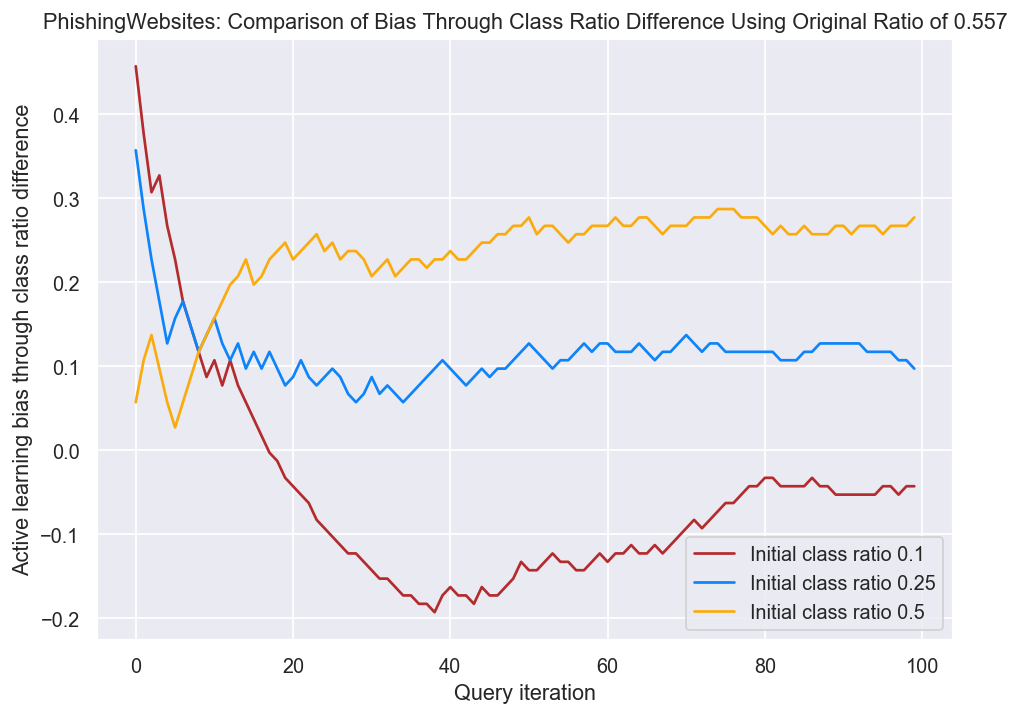 PhishingWebsites: Comparison of Bias Through Class Ratio Difference Using Original Ratio of 0.557
Active learning bias through class ratio difference
0.4
0.3
0.2
0.1
0.0
−0.1
−0.2
Initial class ratio 0.1
Initial class ratio 0.25
Initial class ratio 0.5
0 20 40 60 80 100
Query iteration